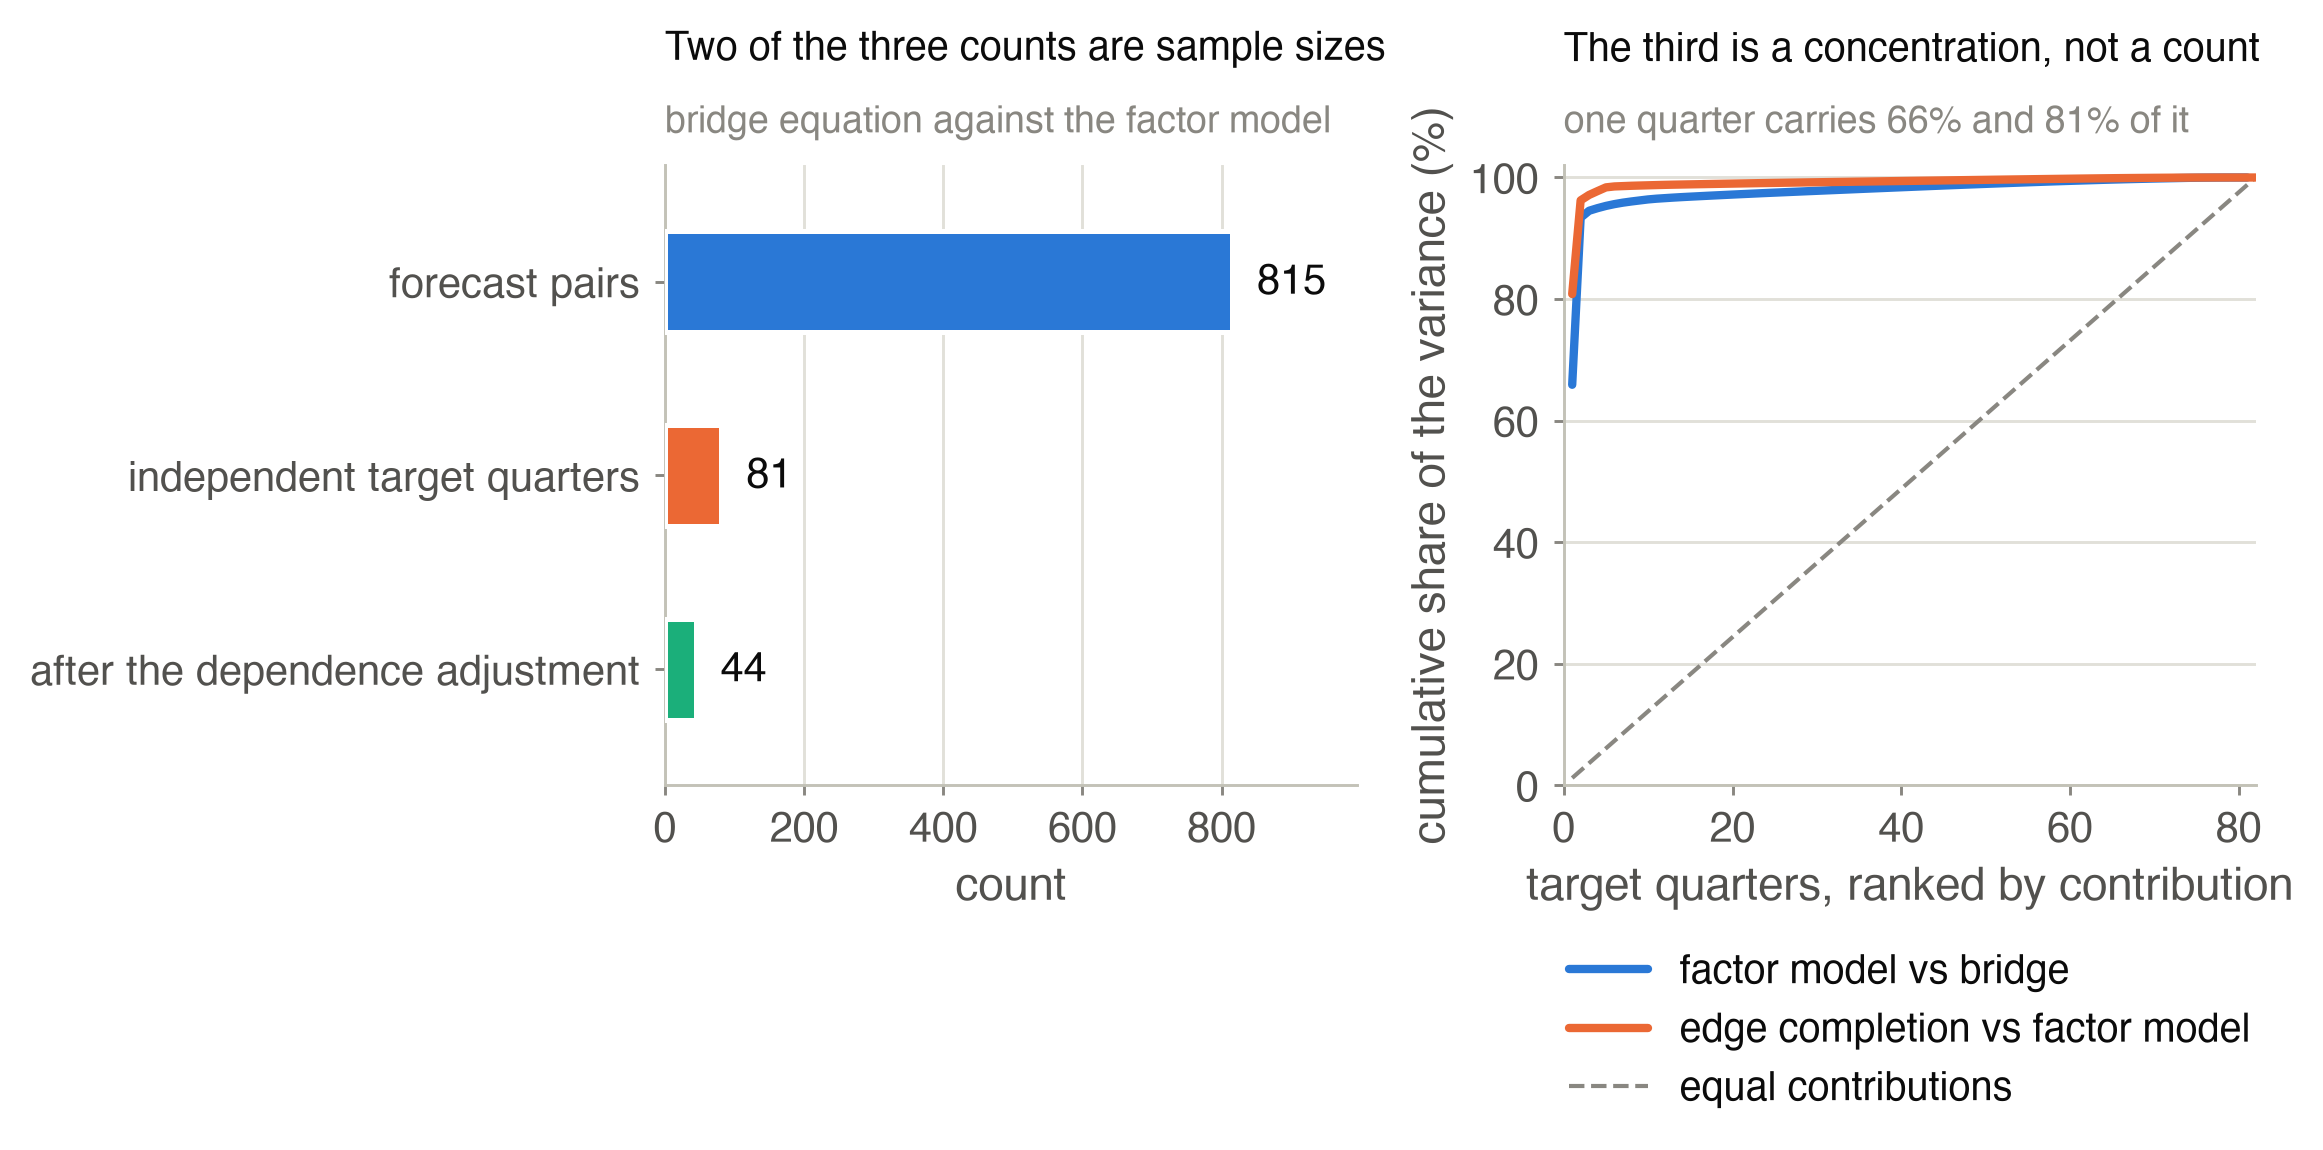 Two of the three counts are sample sizes
bridge equation against the factor model
forecast pairs
815
independent target quarters
81
after the dependence adjustment
44
0 200 400 600 800
count
The third is a concentration, not a count
one quarter carries 66% and 81% of it
cumulative share of the variance (%)
100
80
60
40
20
0
0 20 40 60 80
target quarters, ranked by contribution
factor model vs bridge
edge completion vs factor model
equal contributions